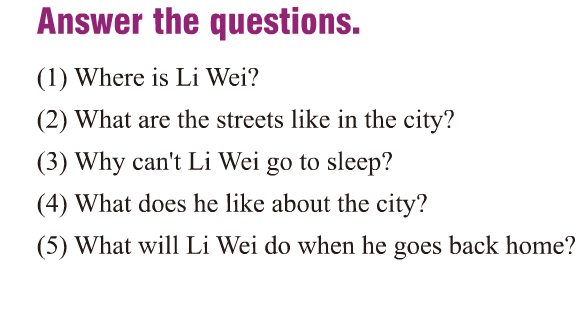 Answer the questions.
(1) Where is Li Wei?
(2) What are the streets like in the city?
(3) Why can't Li Wei go to sleep?
(4) What does he like about the city?
(5) What will Li Wei do when he goes back home?